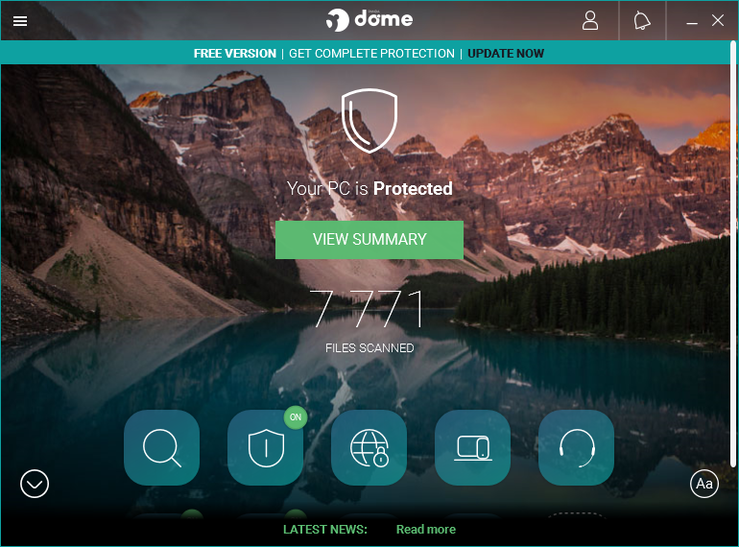 dome
FREE VERSION | GET COMPLETE PROTECTION | UPDATE NOW
Your PC is Protected
VIEW SUMMARY
7 771
FILES SCANNED
ON
Aa
LATEST NEWS: Read more